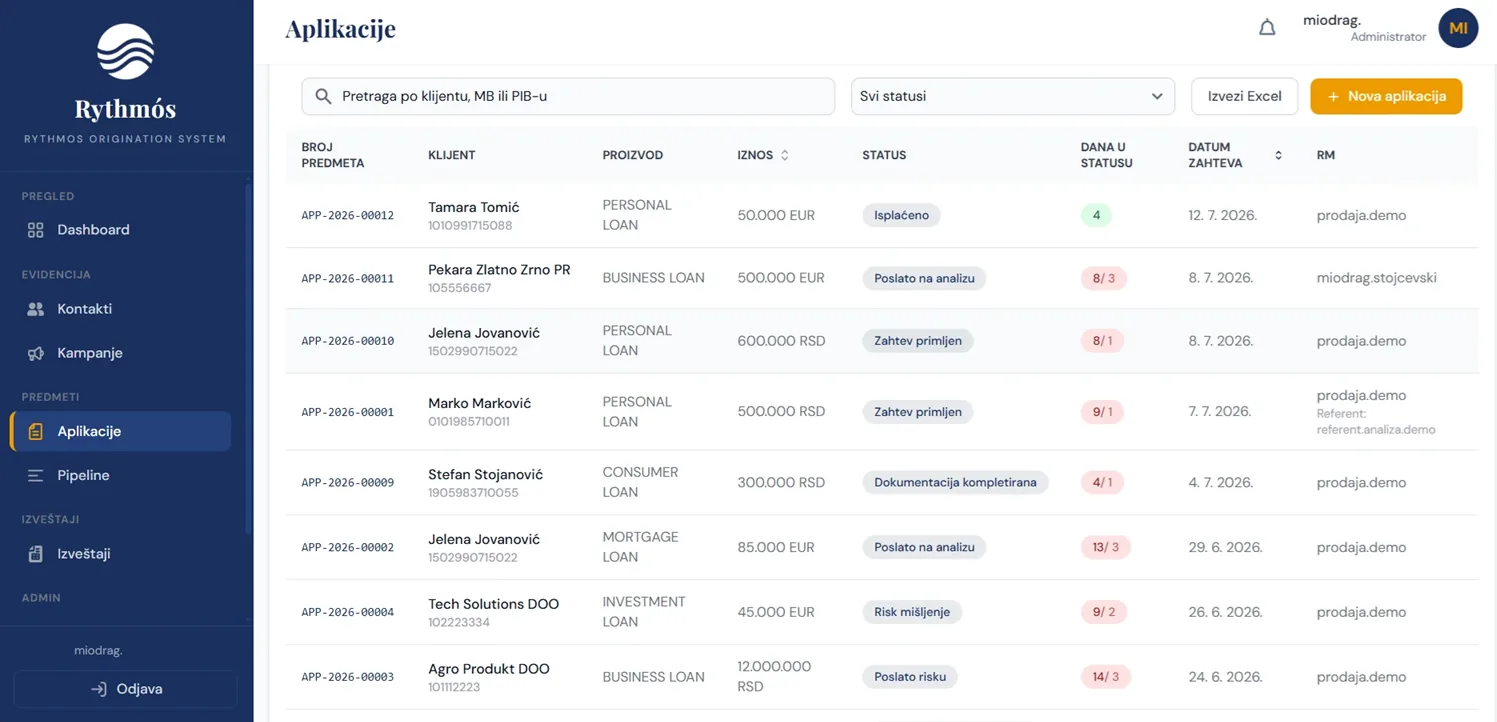 Rythmós
RYTHMOS ORIGINATION SYSTEM
PREGLED
Dashboard
EVIDENCIJA
Kontakti
Kampanje
PREDMETI
Aplikacije
Pipeline
IZVEŠTAJI
Izveštaji
ADMIN
miodrag.
Odjava
Aplikacije
miodrag.
Administrator
MI
Pretraga po klijentu, MB ili PIB-u
Svi statusi
Izvezi Excel
+ Nova aplikacija
BROJ PREDMETA KLIJENT PROIZVOD IZNOS STATUS DANA U STATUSU DATUM ZAHTEVA RM
APP-2026-00012 Tamara Tomić 1010991715088 PERSONAL LOAN 50.000 EUR Isplaćeno 4 12. 7. 2026. prodaja.demo
APP-2026-00011 Pekara Zlatno Zrno PR 105556667 BUSINESS LOAN 500.000 EUR Poslato na analizu 8/ 3 8. 7. 2026. miodrag.stojcevski
APP-2026-00010 Jelena Jovanović 1502990715022 PERSONAL LOAN 600.000 RSD Zahtev primljen 8/ 1 8. 7. 2026. prodaja.demo
APP-2026-00001 Marko Marković 0101985710011 PERSONAL LOAN 500.000 RSD Zahtev primljen 9/ 1 7. 7. 2026. prodaja.demo Referent: referent.analiza.demo
APP-2026-00009 Stefan Stojanović 1905983710055 CONSUMER LOAN 300.000 RSD Dokumentacija kompletirana 4/ 1 4. 7. 2026. prodaja.demo
APP-2026-00002 Jelena Jovanović 1502990715022 MORTGAGE LOAN 85.000 EUR Poslato na analizu 13/ 3 29. 6. 2026. prodaja.demo
APP-2026-00004 Tech Solutions DOO 102223334 INVESTMENT LOAN 45.000 EUR Risk mišljenje 9/ 2 26. 6. 2026. prodaja.demo
APP-2026-00003 Agro Produkt DOO 101112223 BUSINESS LOAN 12.000.000 RSD Poslato risku 14/ 3 24. 6. 2026. prodaja.demo